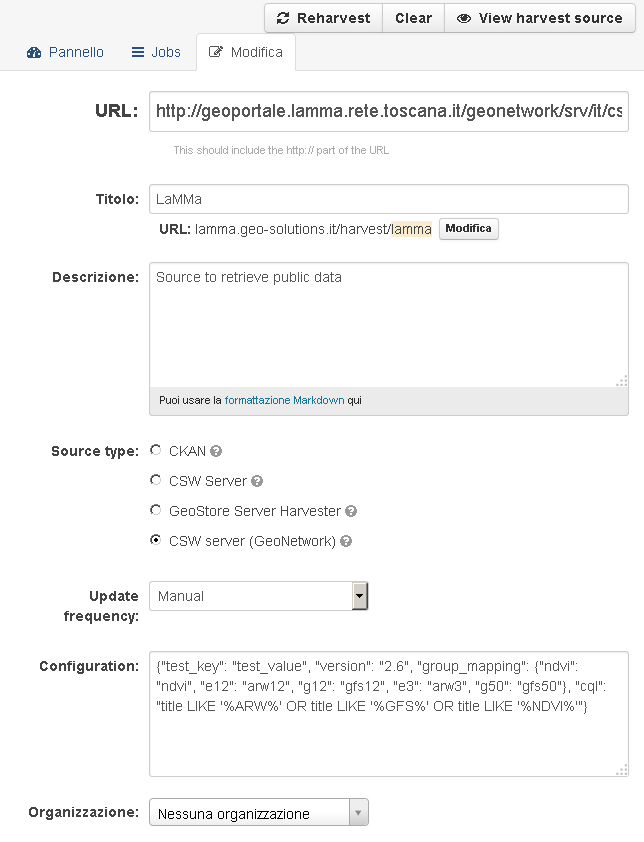 Reharvest Clear View harvest source
Pannello Jobs Modifica
URL: http://geoportale.lamma.rete.toscana.it/geonetwork/srv/it/cs
This should include the http:// part of the URL
Titolo: LaMMa
URL: lamma.geo-solutions.it/harvest/lamma Modifica
Descrizione: Source to retrieve public data
Puoi usare la formattazione Markdown qui
Source type: CKAN ?
CSW Server ?
GeoStore Server Harvester ?
CSW server (GeoNetwork) ?
Update Manual
frequency:
Configuration: {"test_key": "test_value", "version": "2.6", "group_mapping": {"ndvi":
"ndvi", "e12": "arw12", "g12": "gfs12", "e3": "arw3", "g50": "gfs50"}, "cql":
"title LIKE '%ARW%' OR title LIKE '%GFS%' OR title LIKE '%NDVI%'"}
Organizzazione: Nessuna organizzazione